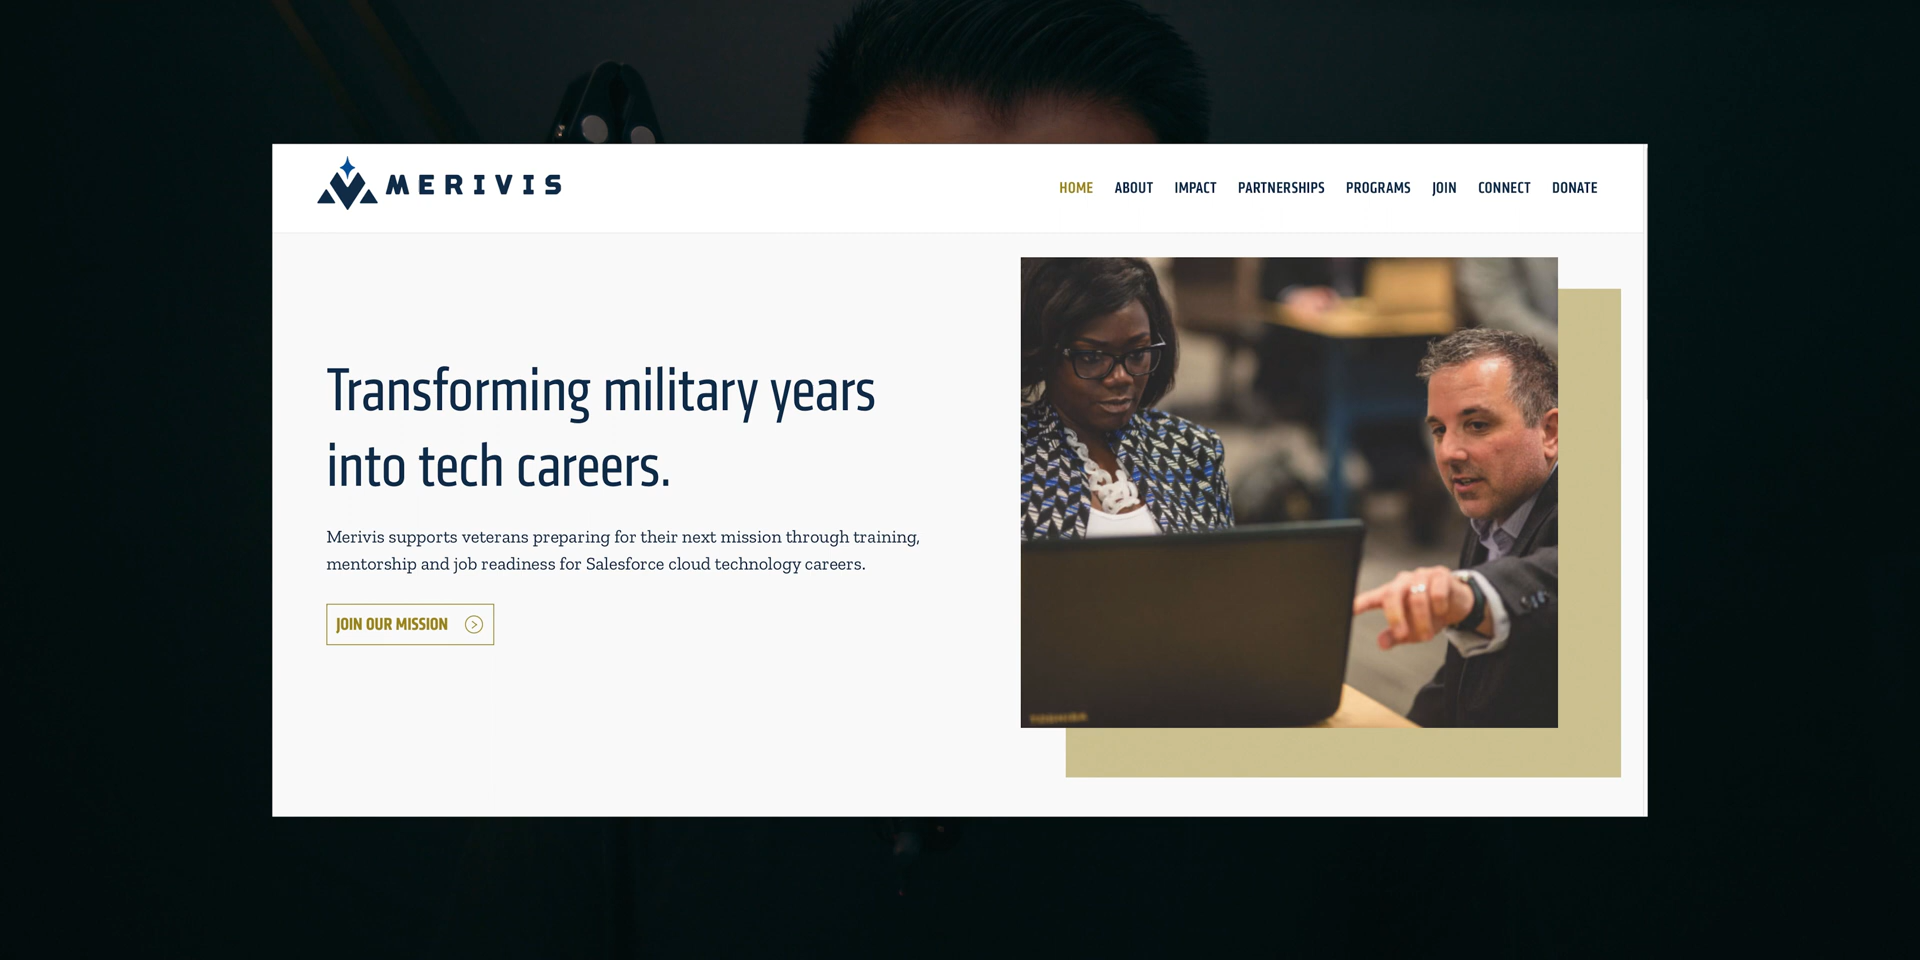 MERIVIS
HOME ABOUT IMPACT PARTNERSHIPS PROGRAMS JOIN CONNECT DONATE
Transforming military years
into tech careers.
Merivis supports veterans preparing for their next mission through training,
mentorship and job readiness for Salesforce cloud technology careers.
JOIN OUR MISSION
TOSHIBA